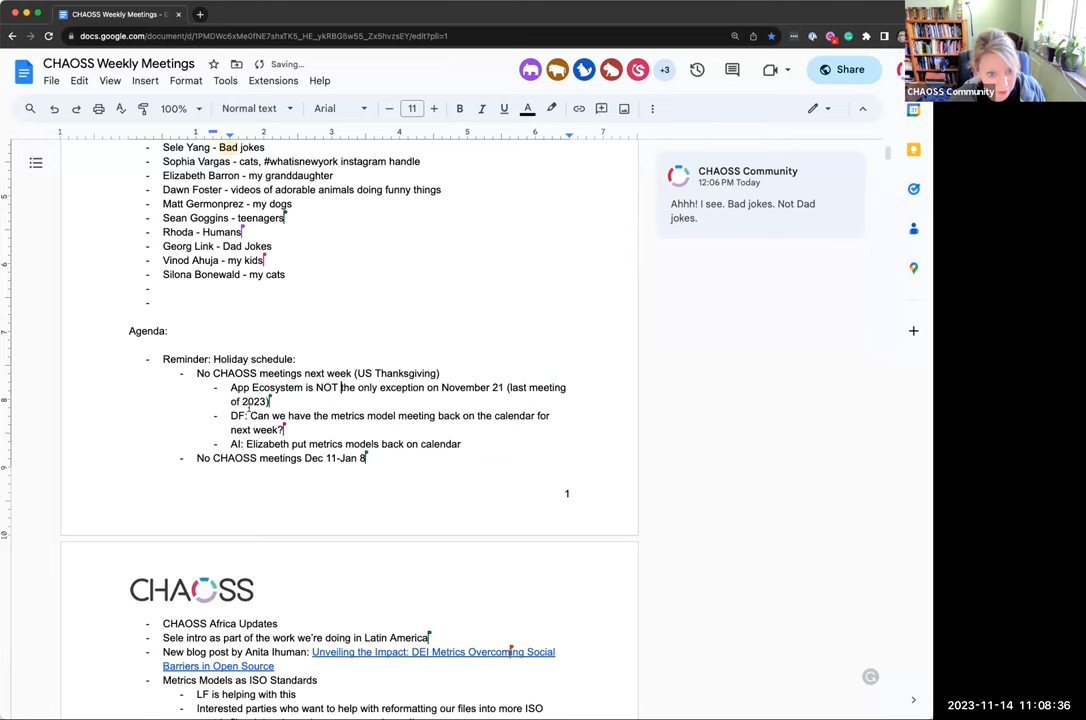 CHAOSS Weekly Meetings - G
docs.google.com/document/d/1PMDWc6xMa0fNE7shxTK5_HE_ykRBG5w55_Zx5hvzsEY/edit?pli=1
CHAOSS Weekly Meetings
Saving...
File Edit View Insert Format Tools Extensions Help
+3
Share
CHAOSS Community
100% Normal text Arial 11 B I U A
1 1 2 3 4 5 6 7
Sele Yang - Bad jokes
Sophia Vargas - cats, #whatisnewyork instagram handle
Elizabeth Barron - my granddaughter
Dawn Foster - videos of adorable animals doing funny things
Matt Germonprez - my dogs
Sean Goggins - teenagers
Rhoda - Humans
Georg Link - Dad Jokes
Vinod Ahuja - my kids
Silona Bonewald - my cats
-
-
CHAOSS Community
12:06 PM Today
Ahhh! I see. Bad jokes. Not Dad
jokes.
Agenda:
- Reminder: Holiday schedule:
- No CHAOSS meetings next week (US Thanksgiving)
- App Ecosystem is NOT the only exception on November 21 (last meeting
of 2023)
- DF: Can we have the metrics model meeting back on the calendar for
next week?
- AI: Elizabeth put metrics models back on calendar
- No CHAOSS meetings Dec 11-Jan 8
1
CHAOSS
- CHAOSS Africa Updates
- Sele intro as part of the work we're doing in Latin America
- New blog post by Anita Ihuman: Unveiling the Impact: DEI Metrics Overcoming Social
Barriers in Open Source
- Metrics Models as ISO Standards
- LF is helping with this
- Interested parties who want to help with reformatting our files into more ISO
2023-11-14 11:08:36